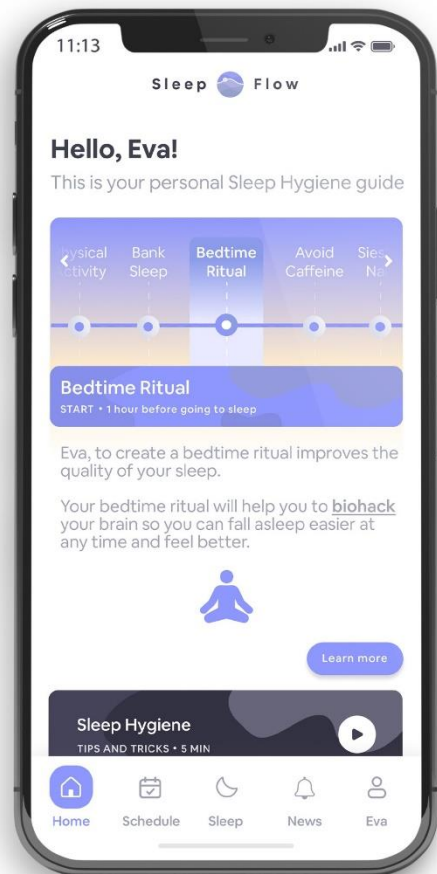 11:13
Sleep Flow
Hello, Eva!
This is your personal Sleep Hygiene guide
Bank Sleep
Bedtime Ritual
Avoid Caffeine
Bedtime Ritual
START • 1 hour before going to sleep
Eva, to create a bedtime ritual improves the
quality of your sleep.
Your bedtime ritual will help you to biohack
your brain so you can fall asleep easier at
any time and feel better.
Learn more
Sleep Hygiene
TIPS AND TRICKS • 5 MIN
Home Schedule Sleep News Eva